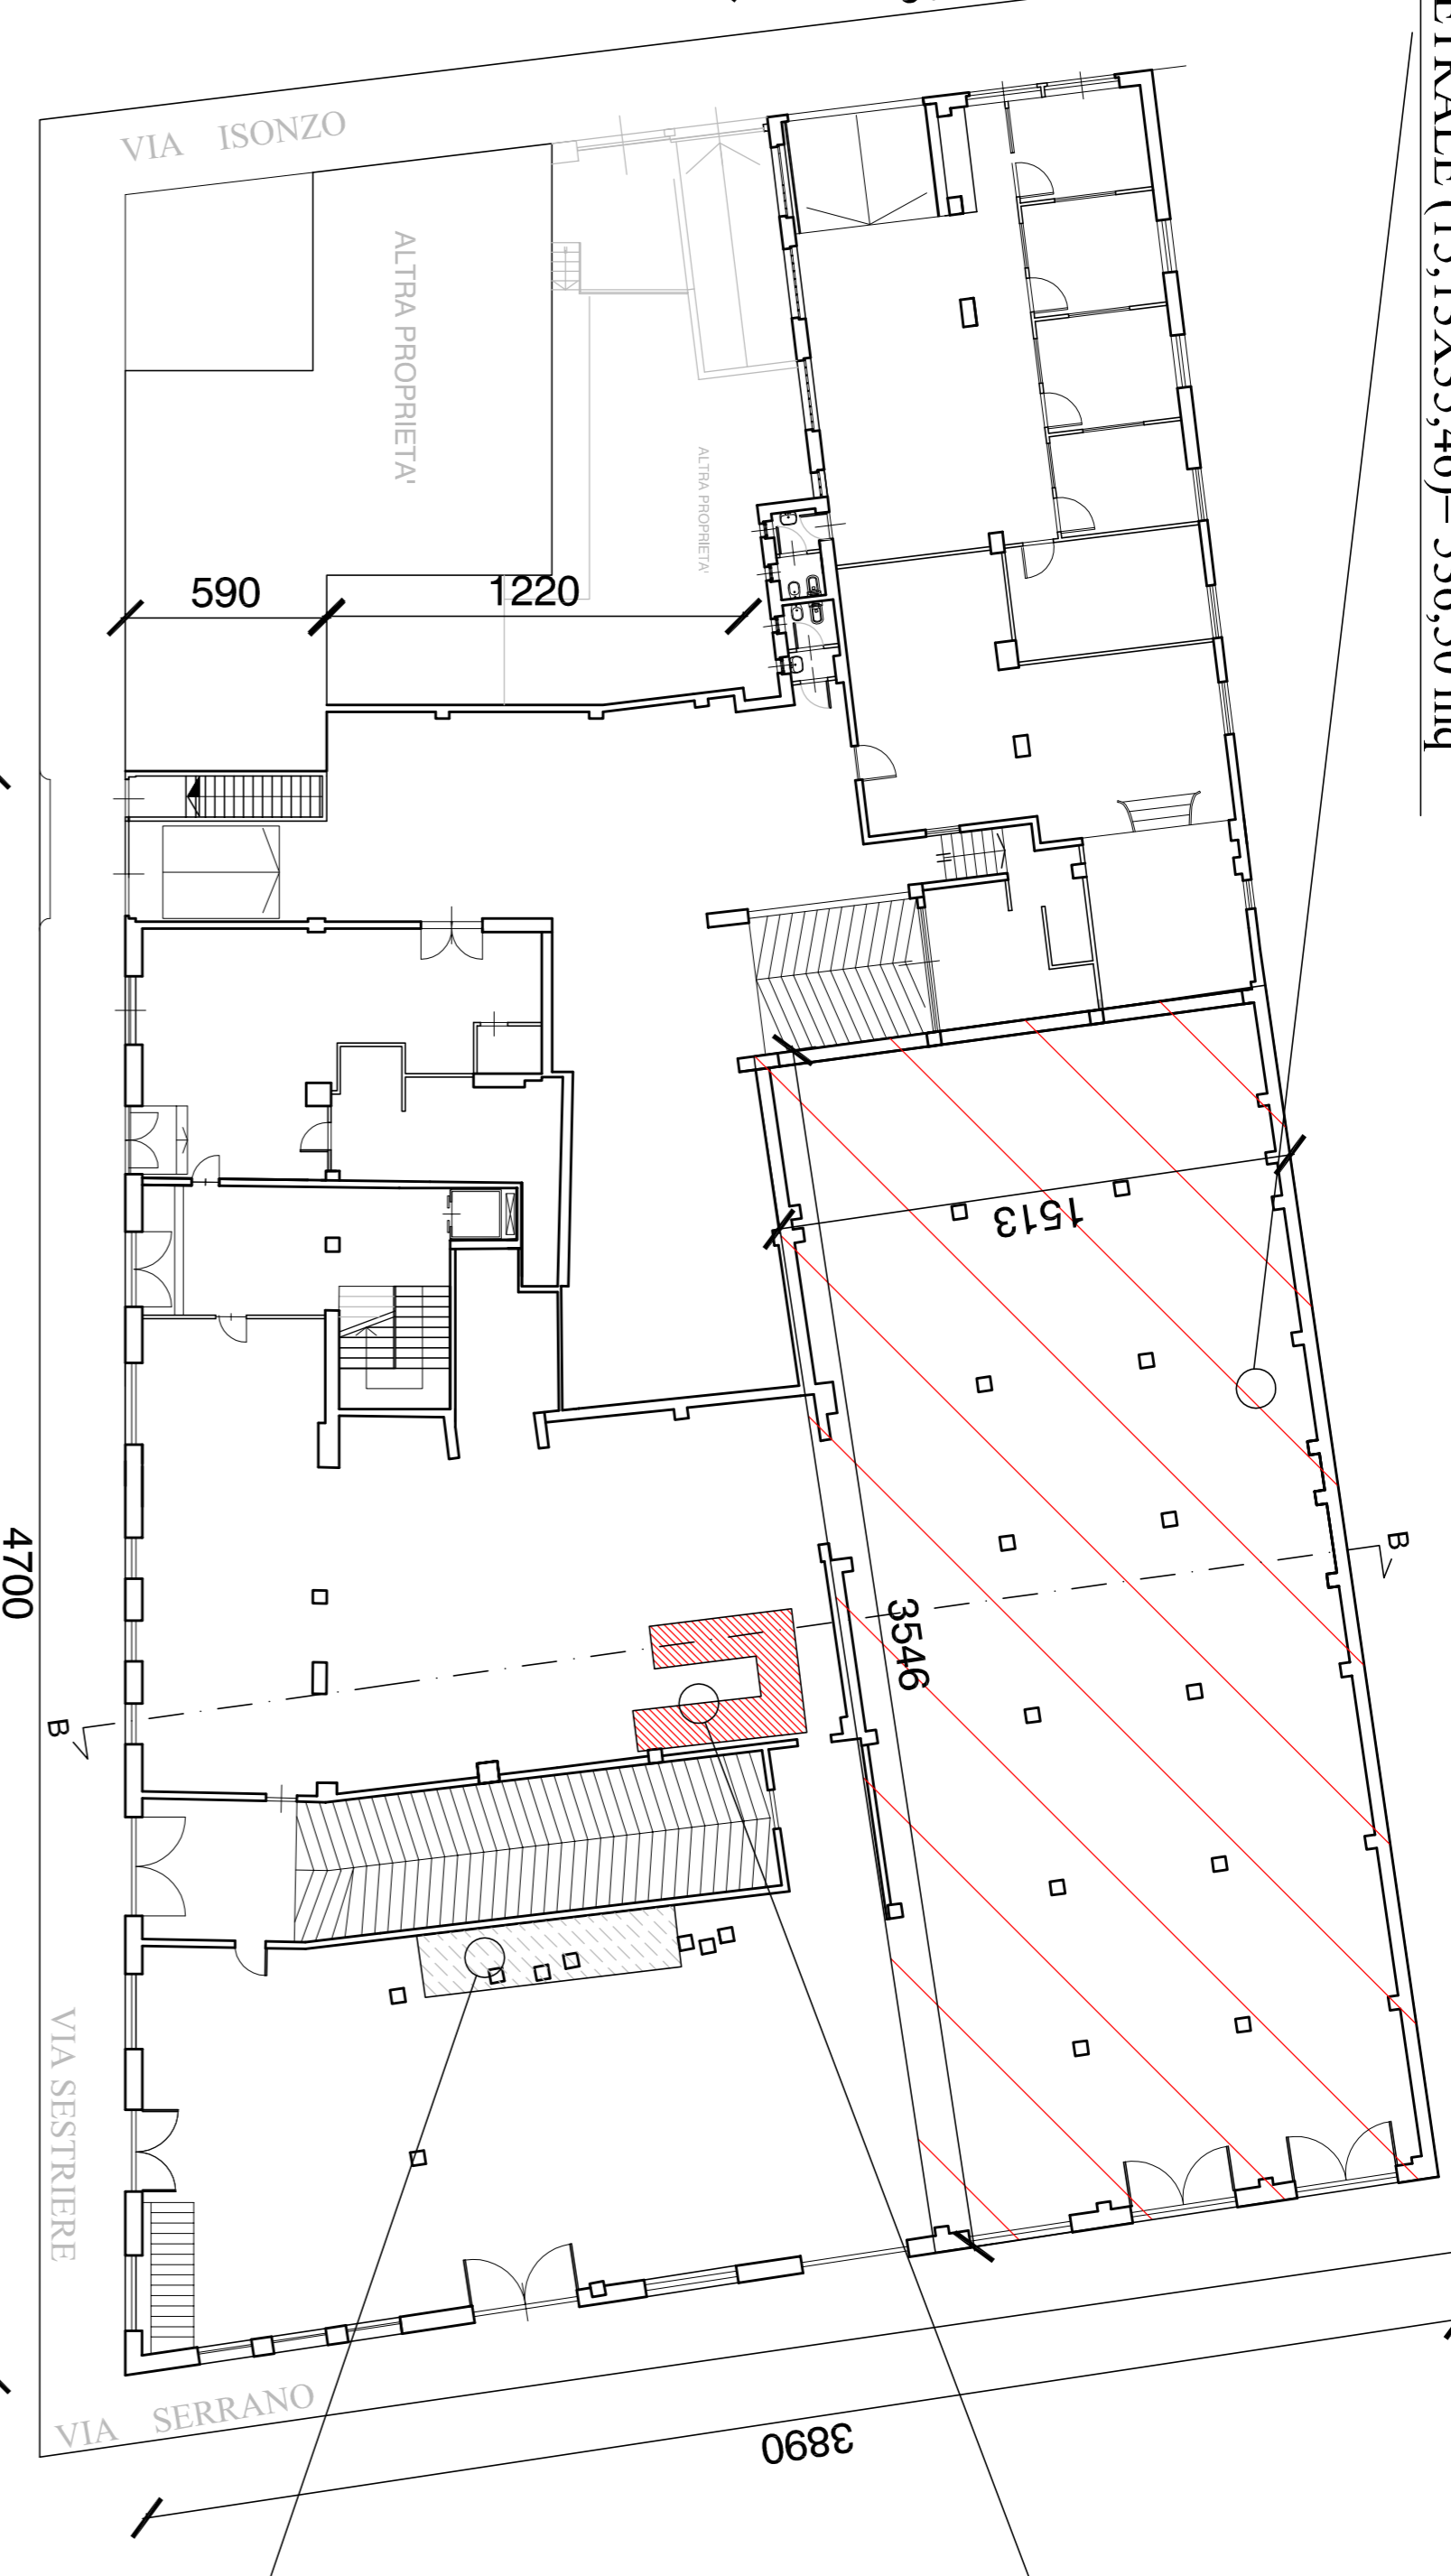 VIA ISONZO
ALTRA PROPRIETA'
ALTRA PROPRIETA'
590
1220
1513
B
3546
4700
B
VIA SESTRIERE
VIA SERRANO
3890